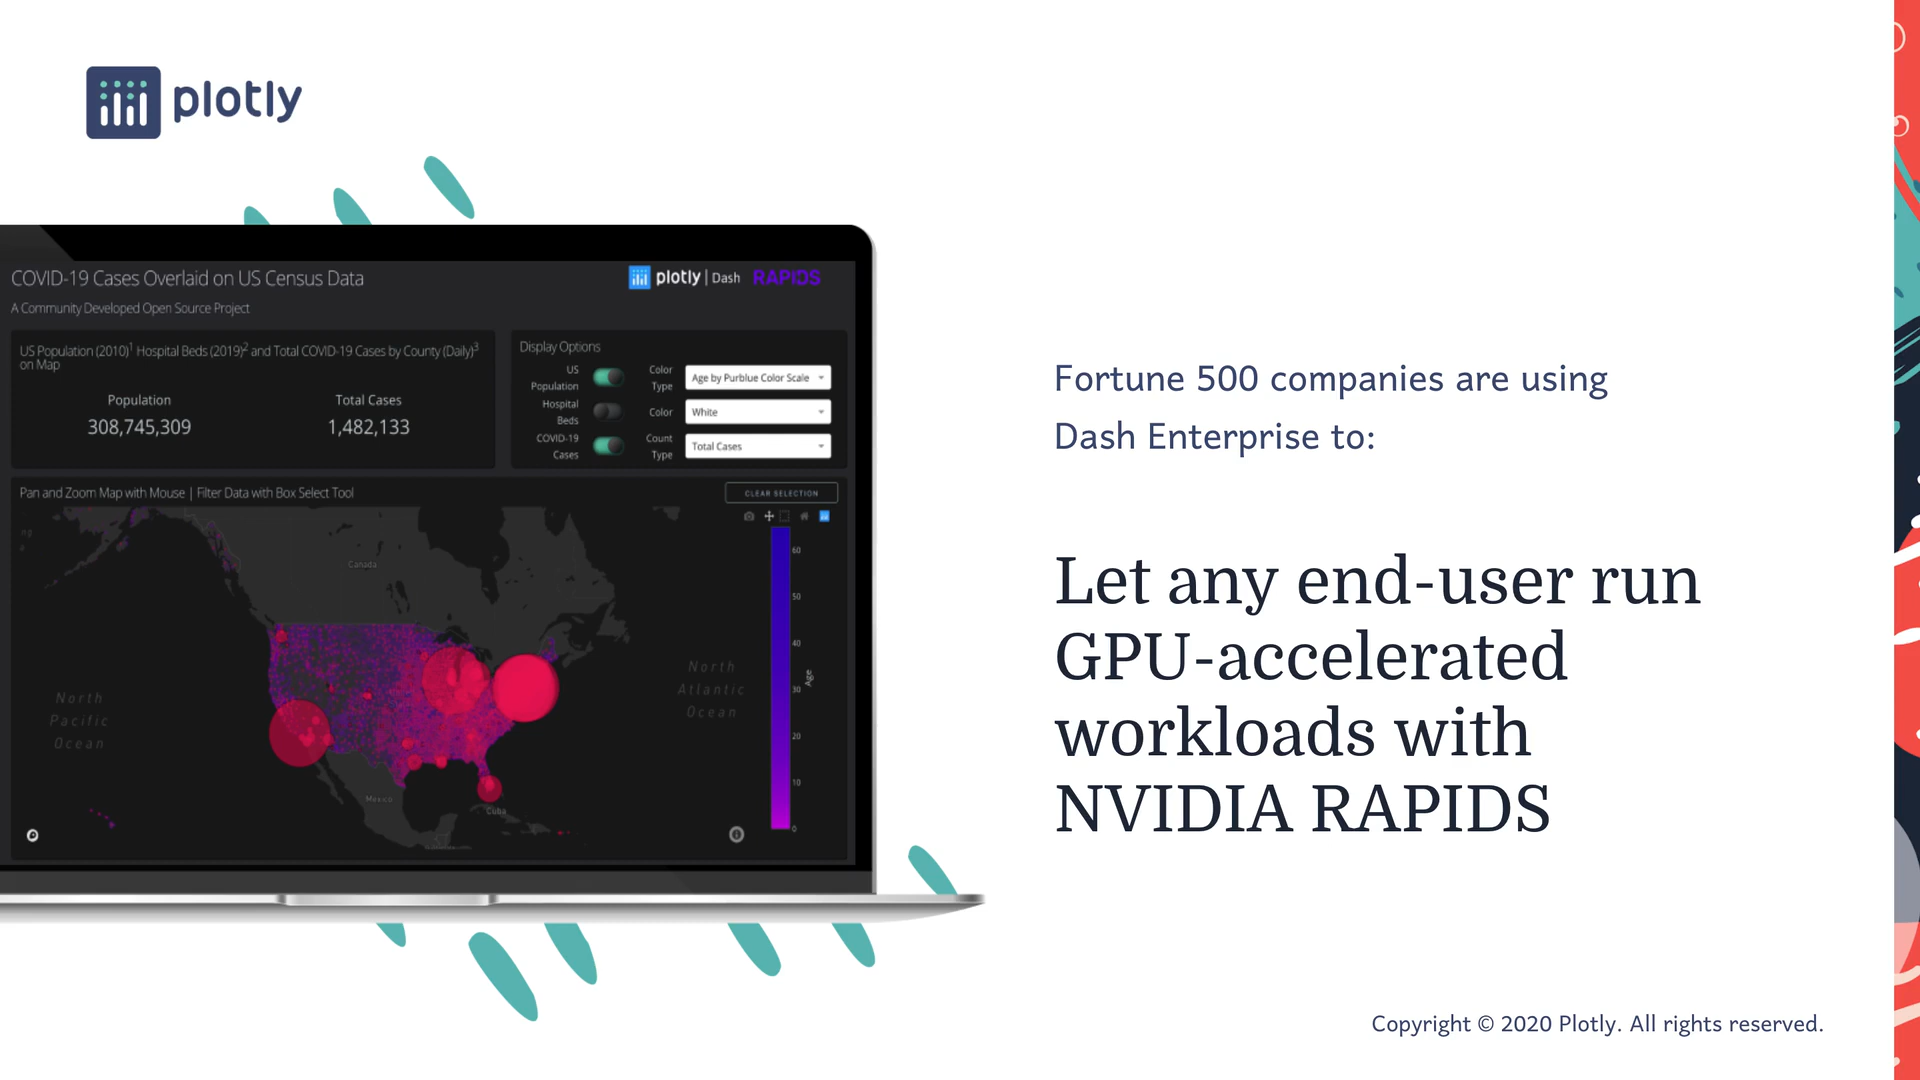 plotly
COVID-19 Cases Overlaid on US Census Data
plotly | Dash RAPIDS
A Community Developed Open Source Project
US Population (2010)1 Hospital Beds (2019)2 and Total COVID-19 Cases by County (Daily)3
on Map
Population
308,745,309
Total Cases
1,482,133
Display Options
US
Population
Hospital
Beds
COVID-19
Cases
Color
Type
Age by Purblue Color Scale
Color
White
Count
Type
Total Cases
Pan and Zoom Map with Mouse | Filter Data with Box Select Tool
CLEAR SELECTION
Canada
North
Pacific
Ocean
North
Atlantic
Ocean
Mexico
Cuba
60
50
40
30
20
10
0
Age
Fortune 500 companies are using
Dash Enterprise to:
Let any end-user run
GPU-accelerated
workloads with
NVIDIA RAPIDS
Copyright © 2020 Plotly. All rights reserved.